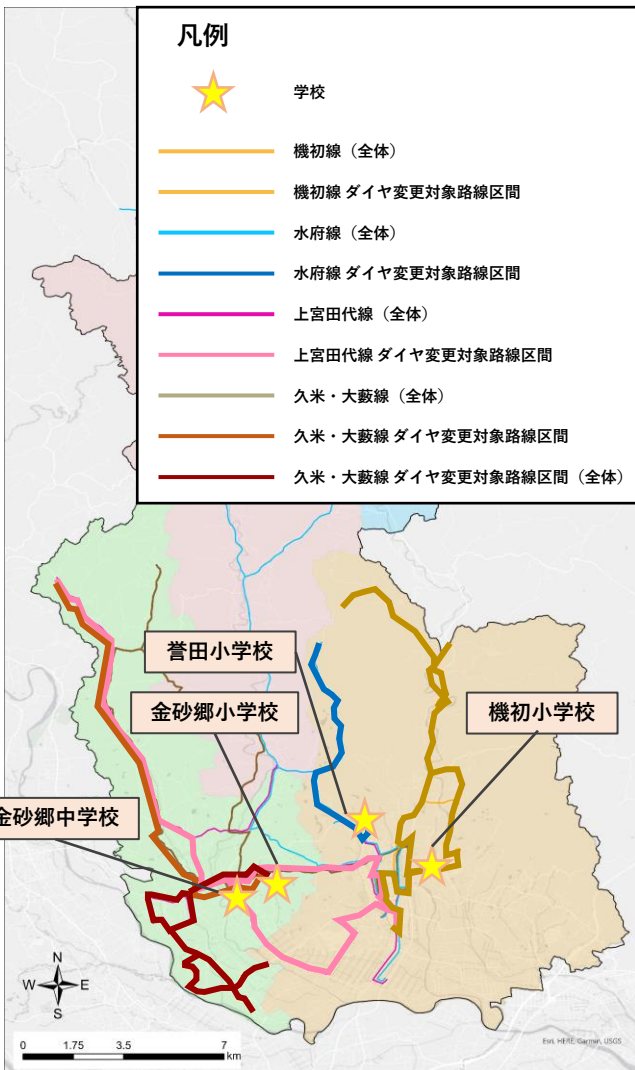 凡例
学校
機初線（全体）
機初線 ダイヤ変更対象路線区間
水府線（全体）
水府線 ダイヤ変更対象路線区間
上宮田代線（全体）
上宮田代線 ダイヤ変更対象路線区間
久米・大藪線（全体）
久米・大藪線 ダイヤ変更対象路線区間
久米・大藪線 ダイヤ変更対象路線区間（全体）
誉田小学校
金砂郷小学校
機初小学校
金砂郷中学校
N
W E
S
0 1.75 3.5 7
km
Esri, HERE, Garmin, USGS